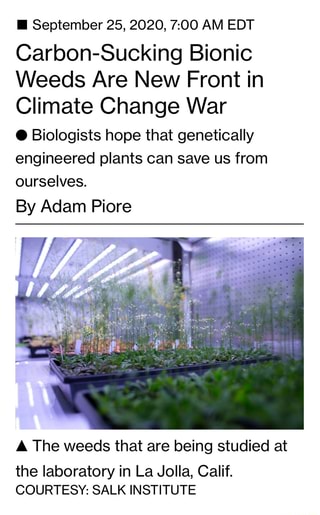 ■ September 25, 2020, 7:00 AM EDT
Carbon-Sucking Bionic
Weeds Are New Front in
Climate Change War
● Biologists hope that genetically
engineered plants can save us from
ourselves.
By Adam Piore
▲ The weeds that are being studied at
the laboratory in La Jolla, Calif.
COURTESY: SALK INSTITUTE